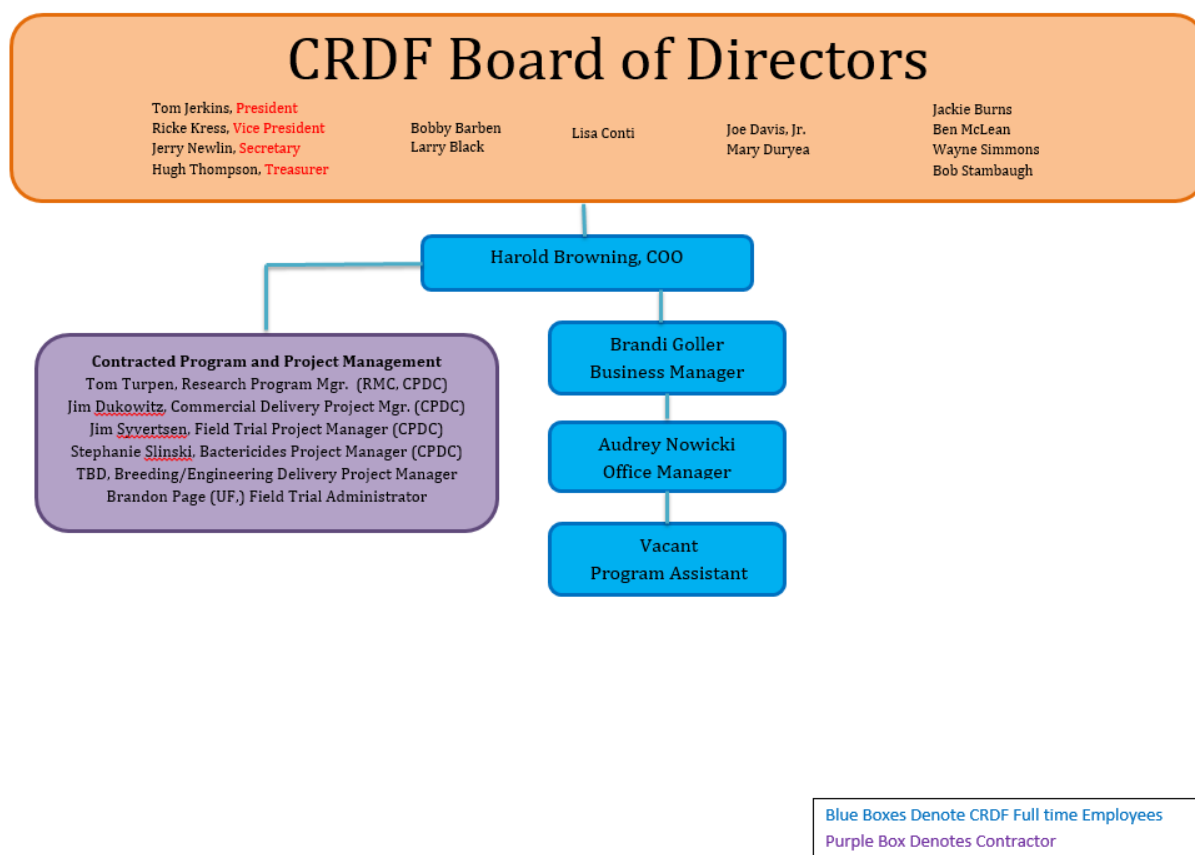 CRDF Board of Directors
Tom Jerkins, President
Ricke Kress, Vice President
Jerry Newlin, Secretary
Hugh Thompson, Treasurer
Bobby Barben
Larry Black
Lisa Conti
Joe Davis, Jr.
Mary Duryea
Jackie Burns
Ben McLean
Wayne Simmons
Bob Stambaugh
Harold Browning, COO
Contracted Program and Project Management
Tom Turpen, Research Program Mgr. (RMC, CPDC)
Jim Dukowitz, Commercial Delivery Project Mgr. (CPDC)
Jim Syvertsen, Field Trial Project Manager (CPDC)
Stephanie Slinski, Bactericides Project Manager (CPDC)
TBD, Breeding/Engineering Delivery Project Manager
Brandon Page (UF,) Field Trial Administrator
Brandi Goller
Business Manager
Audrey Nowicki
Office Manager
Vacant
Program Assistant
Blue Boxes Denote CRDF Full time Employees
Purple Box Denotes Contractor